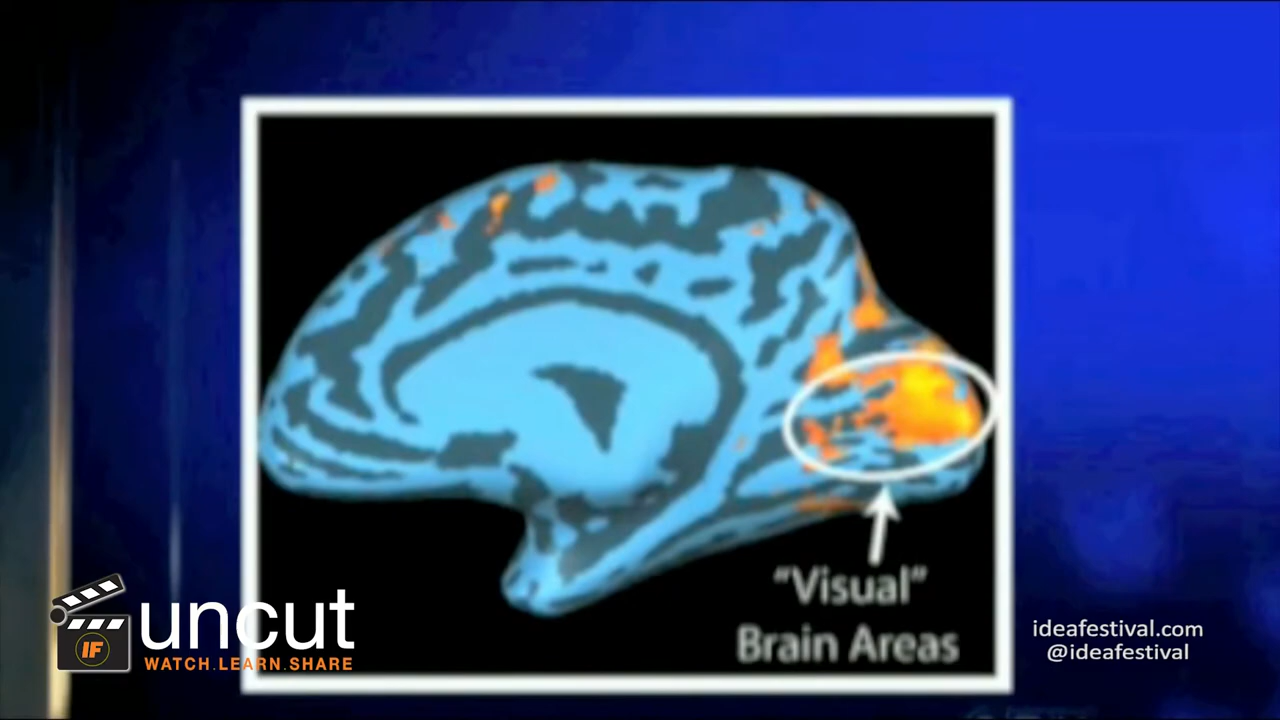 "Visual"
Brain Areas
IF
uncut
WATCH.LEARN.SHARE
ideafestival.com
@ideafestival